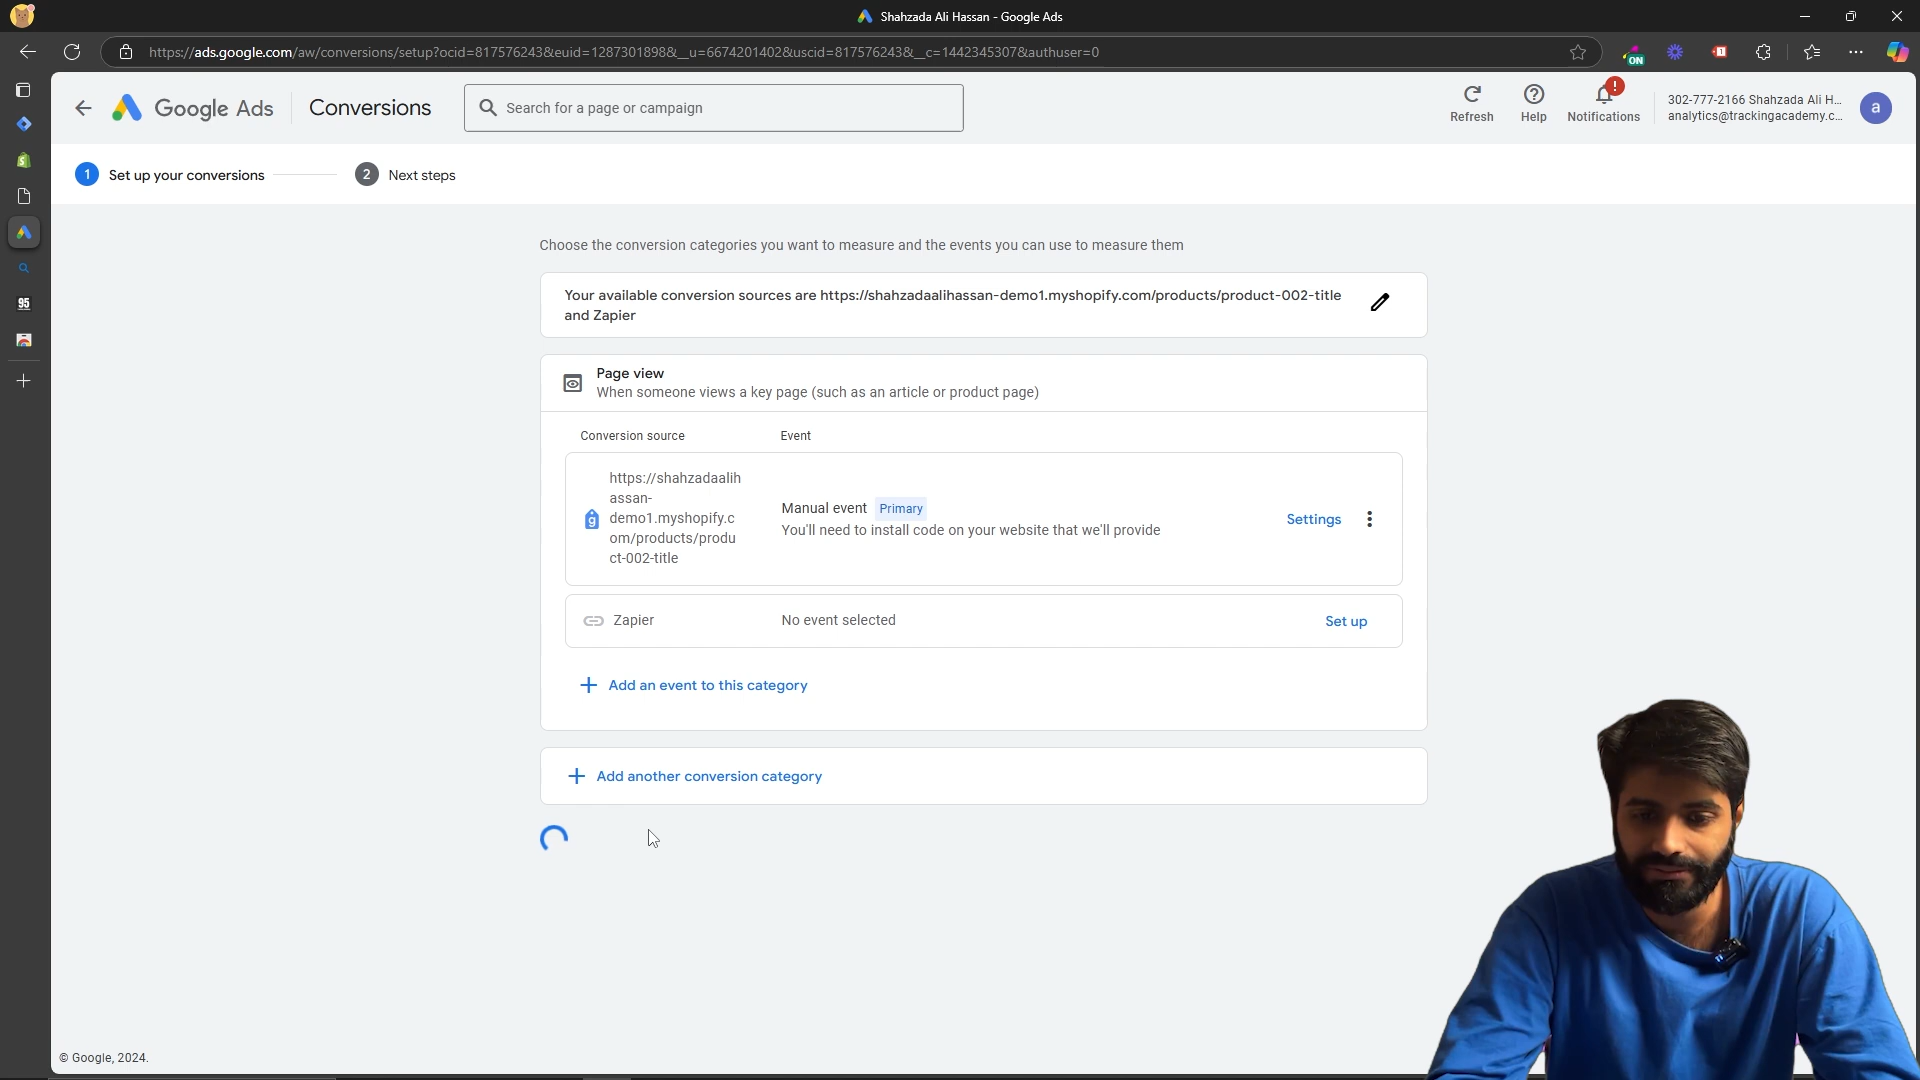 Shahzada Ali Hassan - Google Ads
https://ads.google.com/aw/conversions/setup?ocid=817576243&euid=1287301898&__u=6674201402&uscid=817576243&__c=1442345307&authuser=0
ON
1
Google Ads
Conversions
Search for a page or campaign
Refresh
Help
!
Notifications
302-777-2166 Shahzada Ali H...
analytics@trackingacademy.c...
a
1 Set up your conversions
2 Next steps
95
Choose the conversion categories you want to measure and the events you can use to measure them
Your available conversion sources are https://shahzadaalihassan-demo1.myshopify.com/products/product-002-title
and Zapier
Page view
When someone views a key page (such as an article or product page)
Conversion source
Event
https://shahzadaalih
assan-
demo1.myshopify.c
om/products/produ
ct-002-title
Manual event Primary
You'll need to install code on your website that we'll provide
Settings
Zapier
No event selected
Set up
Add an event to this category
Add another conversion category
© Google, 2024.